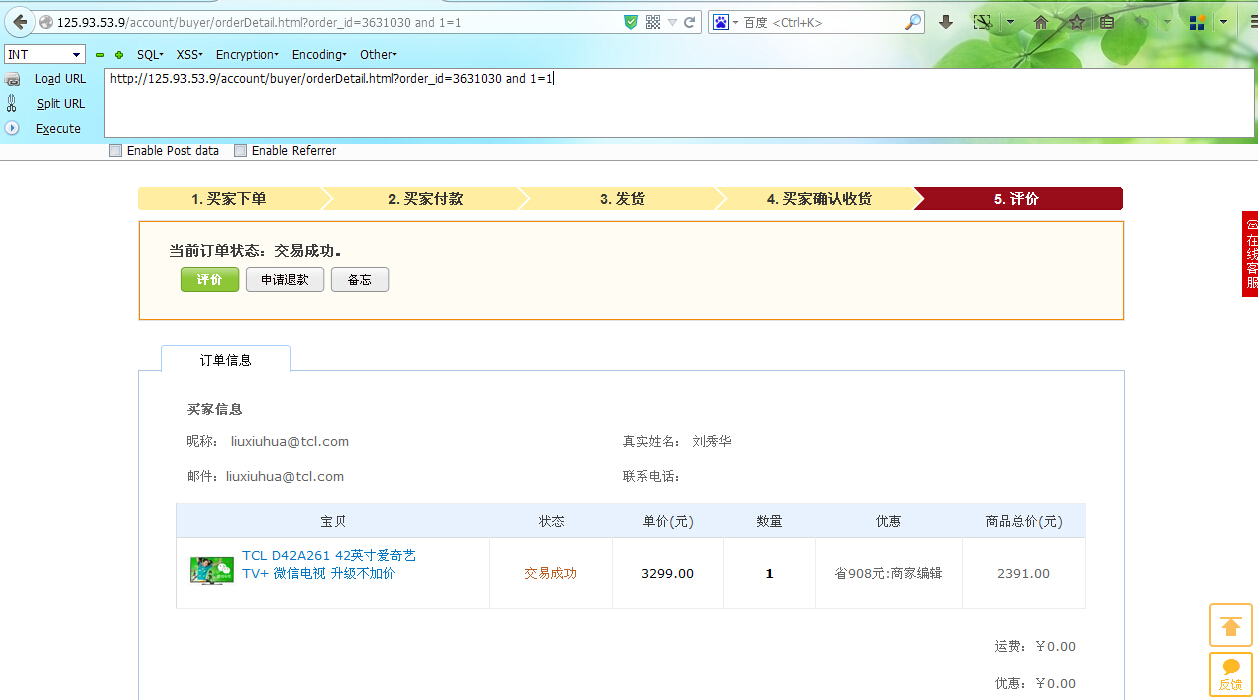 125.93.53.9/account/buyer/orderDetail.html?order_id=3631030 and 1=1
百度 <Ctrl+K>
INT
SQL XSS Encryption Encoding Other
Load URL
http://125.93.53.9/account/buyer/orderDetail.html?order_id=3631030 and 1=1
Split URL
Execute
Enable Post data Enable Referrer
1. 买家下单 2. 买家付款 3. 发货 4. 买家确认收货 5. 评价
在线客服
当前订单状态：交易成功。
评价 申请退款 备忘
订单信息
买家信息
昵称： liuxiuhua@tcl.com 真实姓名： 刘秀华
邮件：liuxiuhua@tcl.com 联系电话：
宝贝 状态 单价(元) 数量 优惠 商品总价(元)
TCL D42A261 42英寸爱奇艺
TV+ 微信电视 升级不加价
交易成功 3299.00 1 省908元:商家编辑 2391.00
运费：￥0.00
优惠：￥0.00
反馈